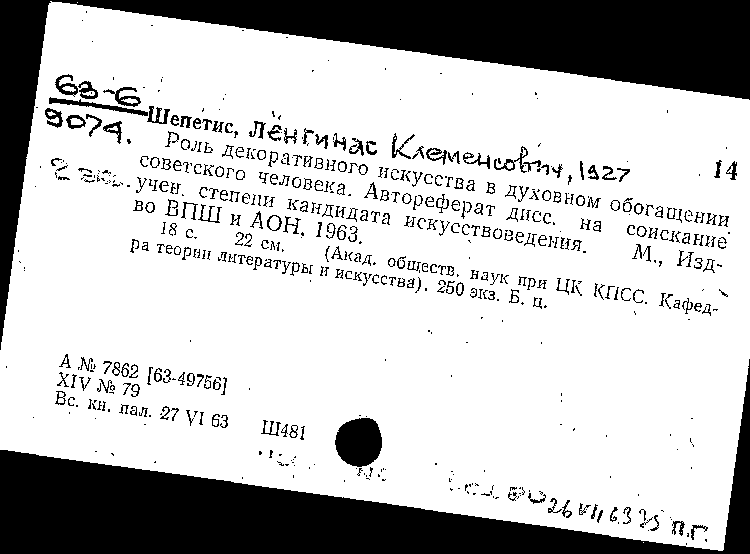 63-6
9074.
2 экз.
Шепетис, Лёнгинас Клеменсович, 1927
14
Роль декоративного искусства в духовном обогащении
советского человека. Автореферат дисс. на соискание
учен. степени кандидата искусствоведения. М., Изд-
во ВПШ и АОН, 1963.
18 с. 22 см. (Акад. обществ. наук при ЦК КПСС. Кафед-
ра теории литературы и искусства). 250 экз. Б. ц.
А № 7862 [63-49756]
XIV № 79
Вс. кн. пал. 27 VI 63 Ш481
26 VII 63 П.Г.